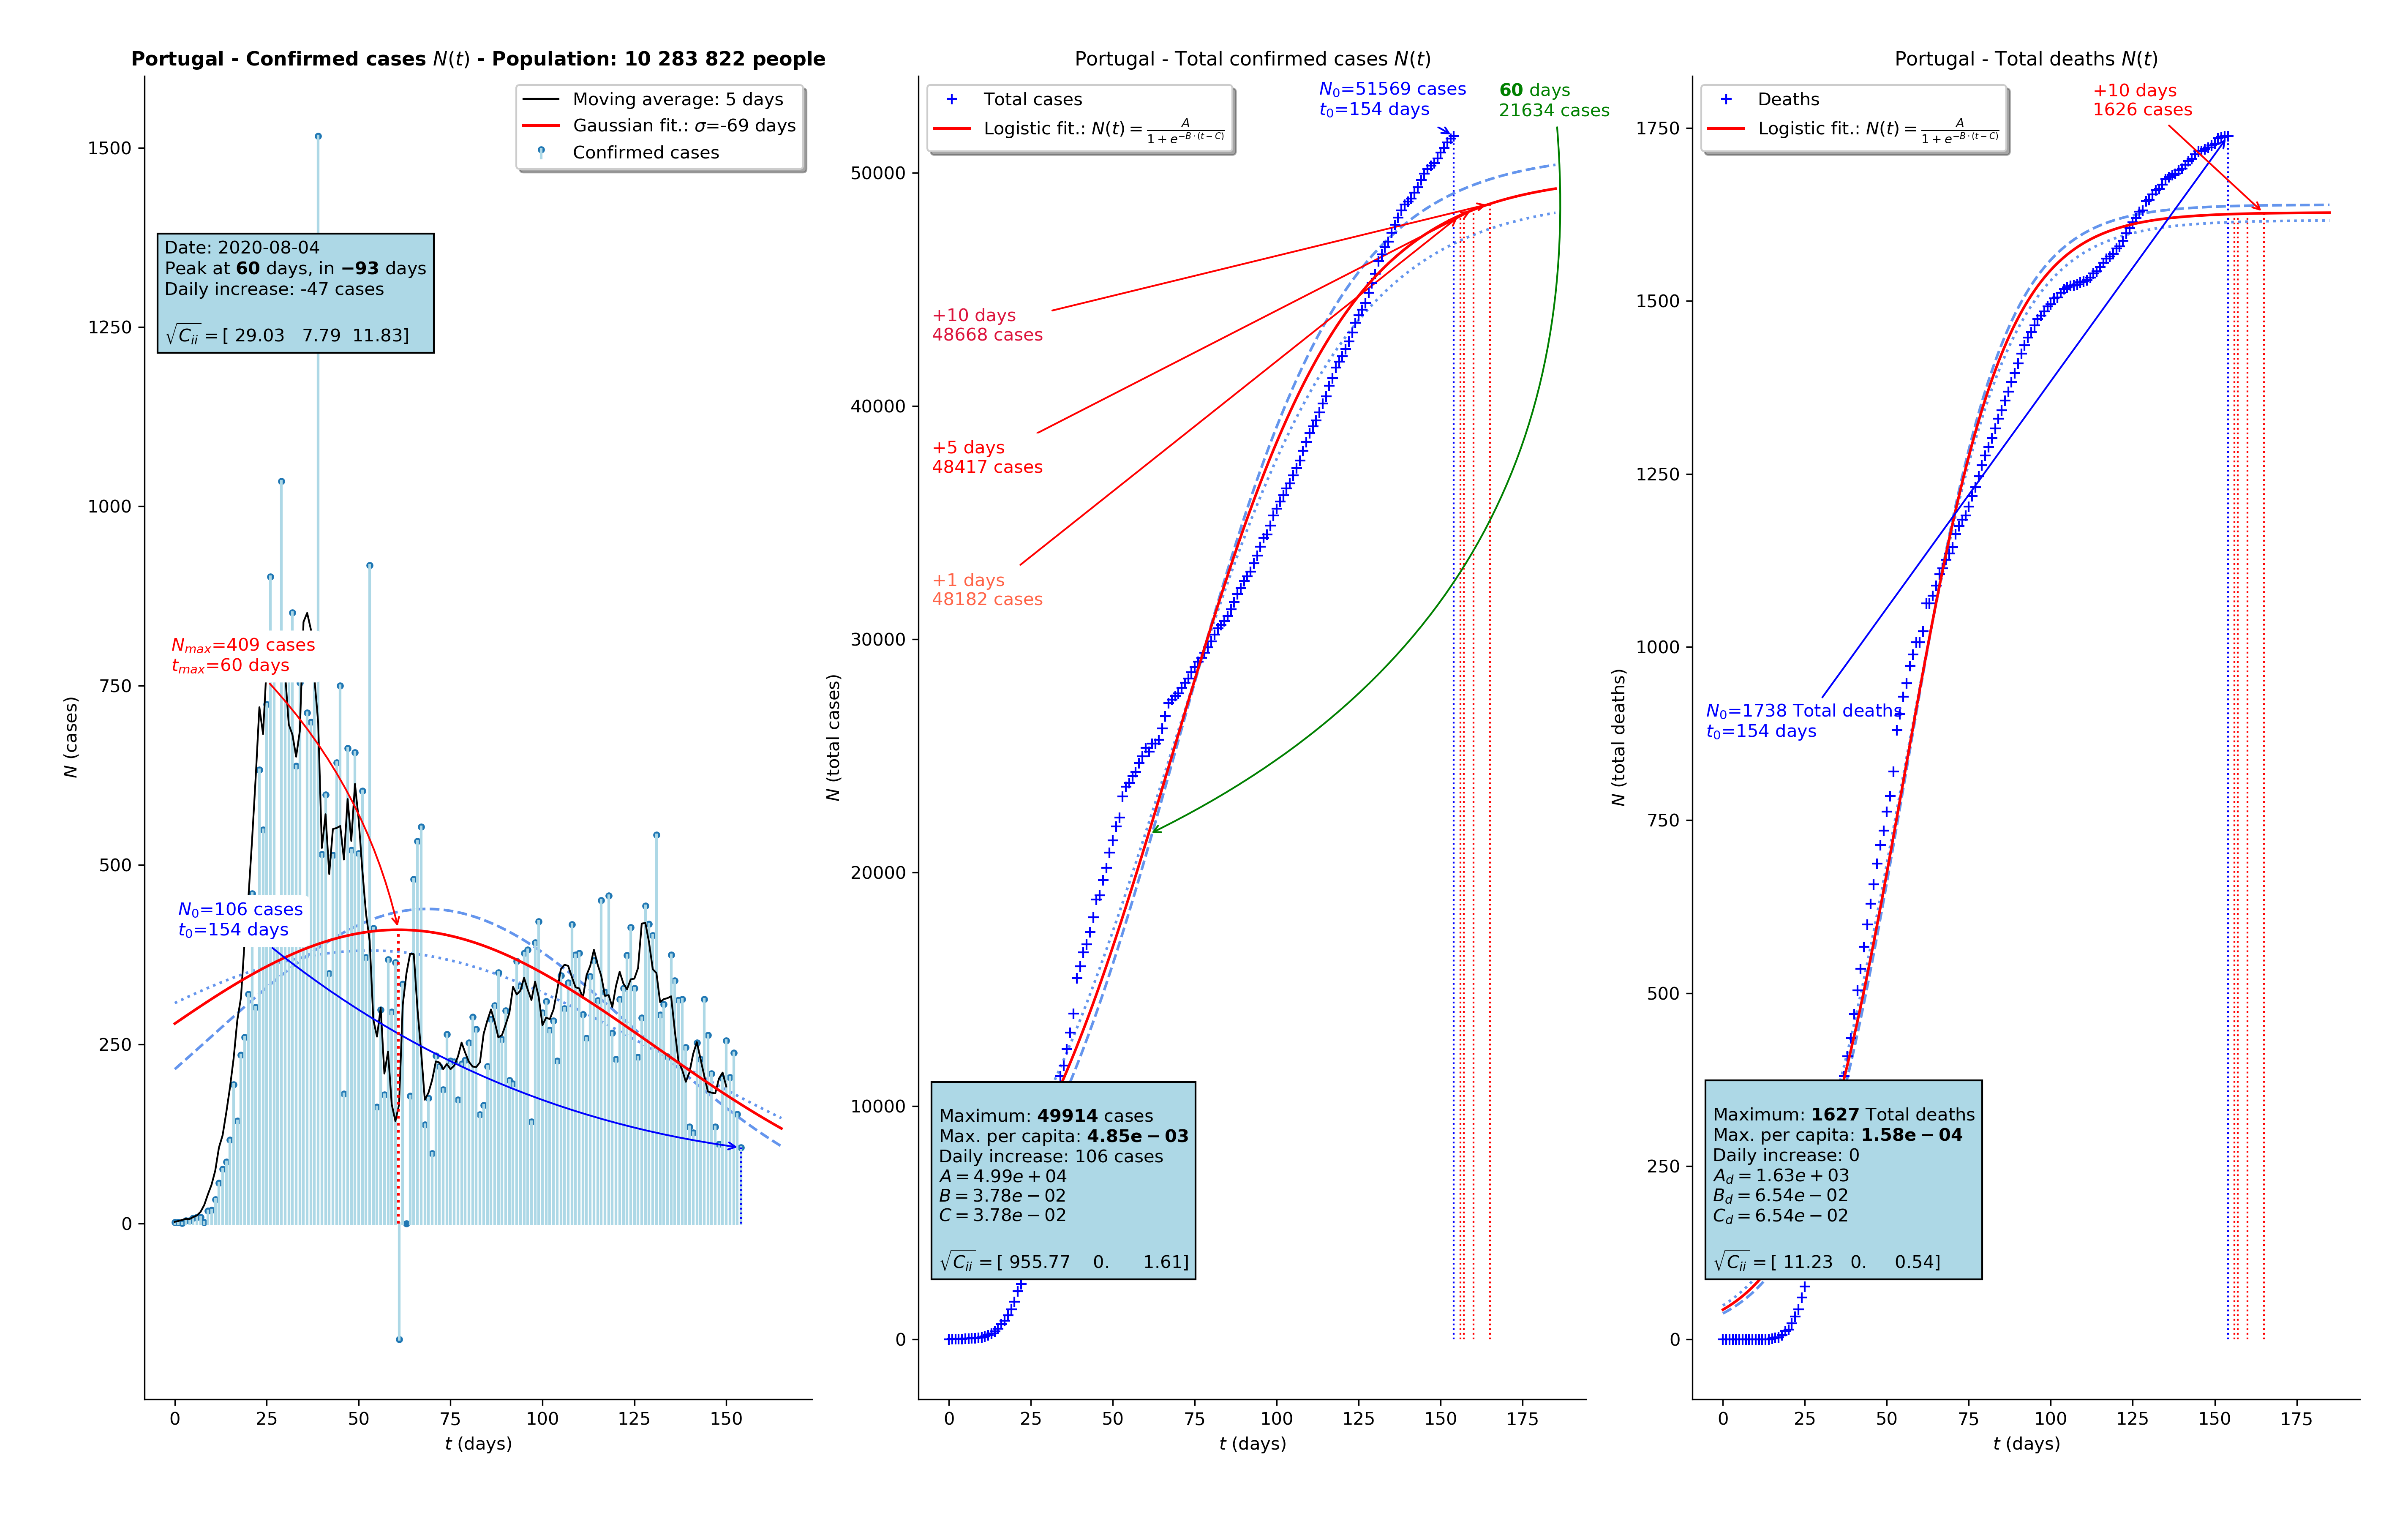 Portugal - Confirmed cases N(t) - Population: 10 283 822 people
Moving average: 5 days
Gaussian fit.: σ=-69 days
Confirmed cases
Date: 2020-08-04
Peak at 60 days, in −93 days
Daily increase: -47 cases
√Cii = [ 29.03 7.79 11.83]
Nmax=409 cases
tmax=60 days
N0=106 cases
t0=154 days
1500
1250
1000
750
500
250
0
N (cases)
0 25 50 75 100 125 150
t (days)
Portugal - Total confirmed cases N(t)
Total cases
Logistic fit.: N(t) = A / 1 + e^−B·(t−C)
N0=51569 cases
t0=154 days
60 days
21634 cases
+10 days
48668 cases
+5 days
48417 cases
+1 days
48182 cases
Maximum: 49914 cases
Max. per capita: 4.85e − 03
Daily increase: 106 cases
A = 4.99e + 04
B = 3.78e − 02
C = 3.78e − 02
√Cii = [ 955.77 0. 1.61]
50000
40000
30000
20000
10000
0
N (total cases)
0 25 50 75 100 125 150 175
t (days)
Portugal - Total deaths N(t)
Deaths
Logistic fit.: N(t) = A / 1 + e^−B·(t−C)
+10 days
1626 cases
N0=1738 Total deaths
t0=154 days
Maximum: 1627 Total deaths
Max. per capita: 1.58e − 04
Daily increase: 0
Ad = 1.63e + 03
Bd = 6.54e − 02
Cd = 6.54e − 02
√Cii = [ 11.23 0. 0.54]
1750
1500
1250
1000
750
500
250
0
N (total deaths)
0 25 50 75 100 125 150 175
t (days)